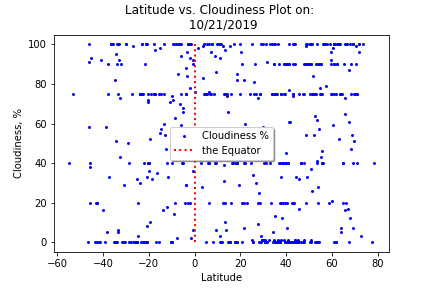 Latitude vs. Cloudiness Plot on:
10/21/2019
Cloudiness, %
100
80
60
40
20
0
Cloudiness %
the Equator
−60 −40 −20 0 20 40 60 80
Latitude